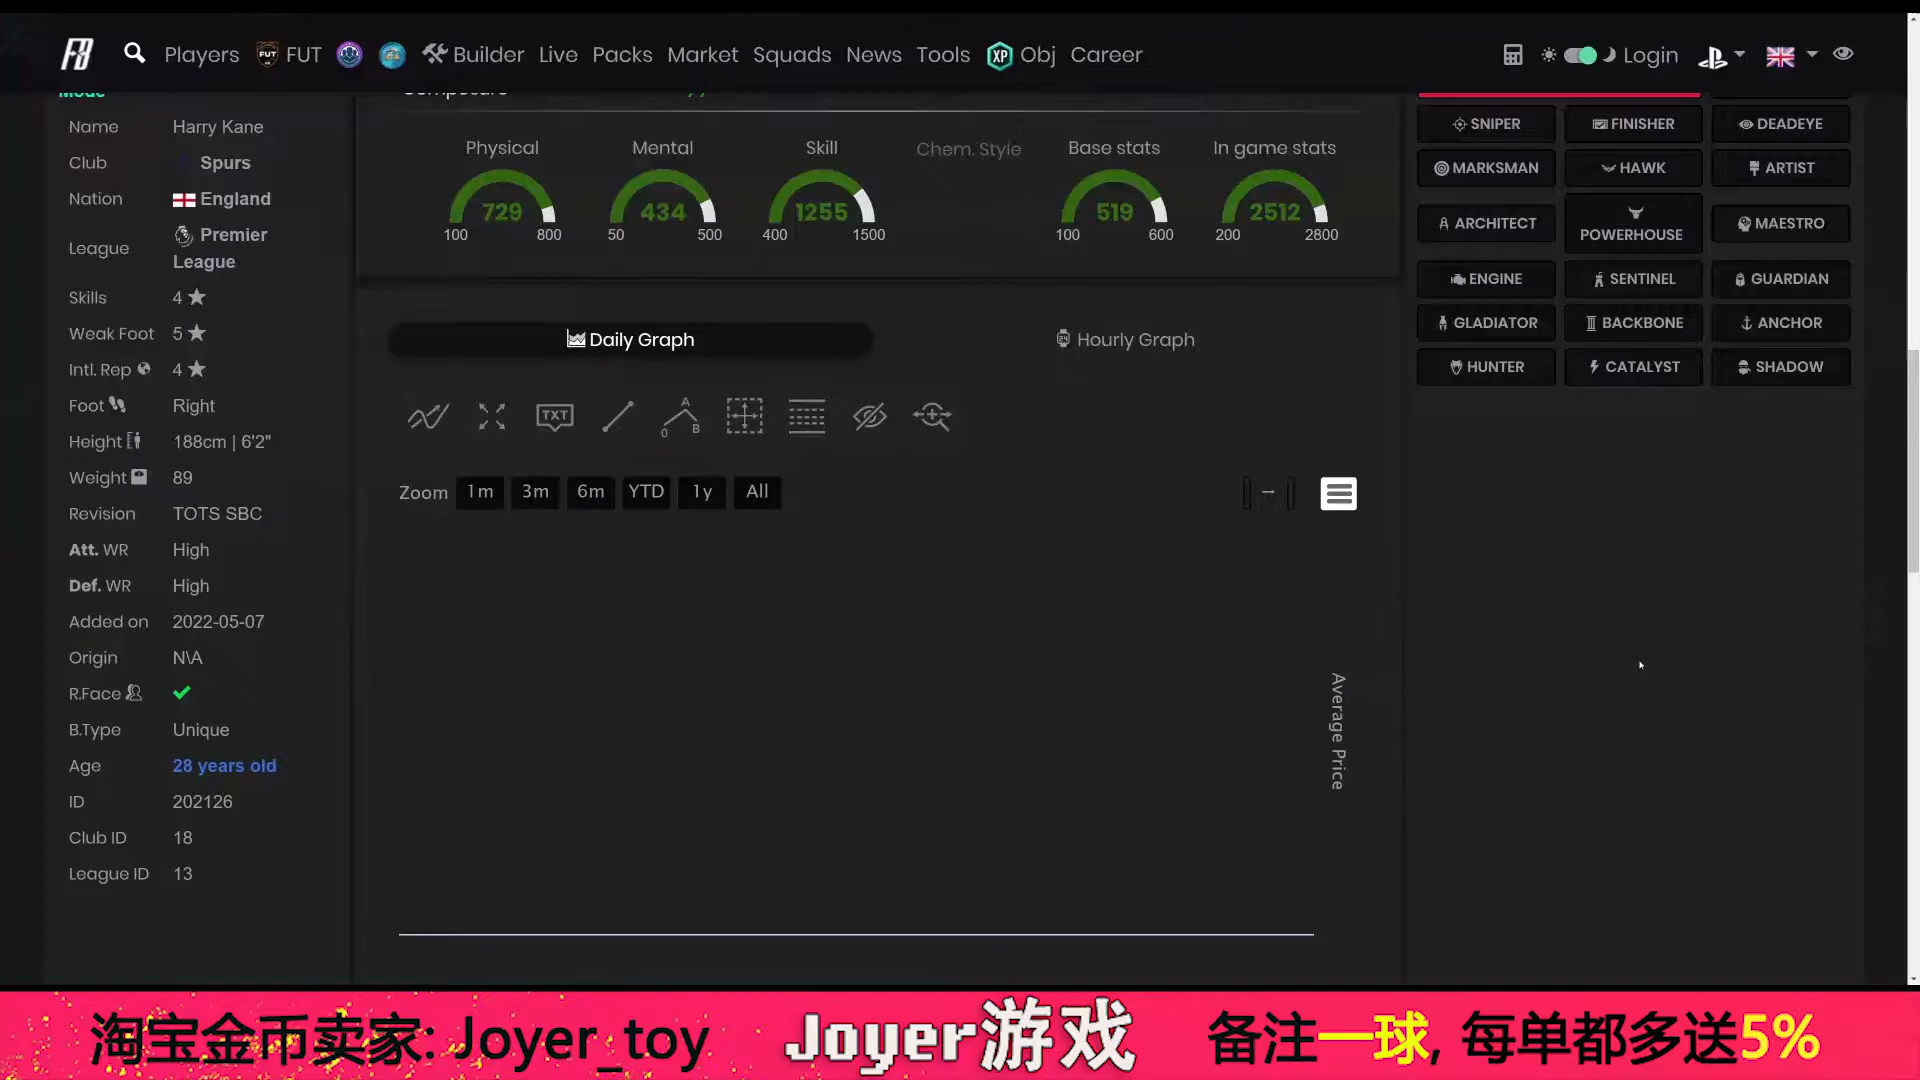 Players FUT Builder Live Packs Market Squads News Tools XP Obj Career Login
Mode
Name Harry Kane
Club Spurs
Nation England
League Premier League
Skills 4
Weak Foot 5
Intl. Rep 4
Foot Right
Height 188cm | 6'2"
Weight 89
Revision TOTS SBC
Att. WR High
Def. WR High
Added on 2022-05-07
Origin N\A
R.Face
B.Type Unique
Age 28 years old
ID 202126
Club ID 18
League ID 13
Composure
Physical Mental Skill Chem. Style Base stats In game stats
729 434 1255 519 2512
100 800 50 500 400 1500 100 600 200 2800
Daily Graph Hourly Graph
TXT A 0 B
Zoom 1m 3m 6m YTD 1y All →
Average Price
SNIPER FINISHER DEADEYE
MARKSMAN HAWK ARTIST
ARCHITECT POWERHOUSE MAESTRO
ENGINE SENTINEL GUARDIAN
GLADIATOR BACKBONE ANCHOR
HUNTER CATALYST SHADOW
淘宝金币卖家: Joyer_toy Joyer游戏 备注一球, 每单都多送5%